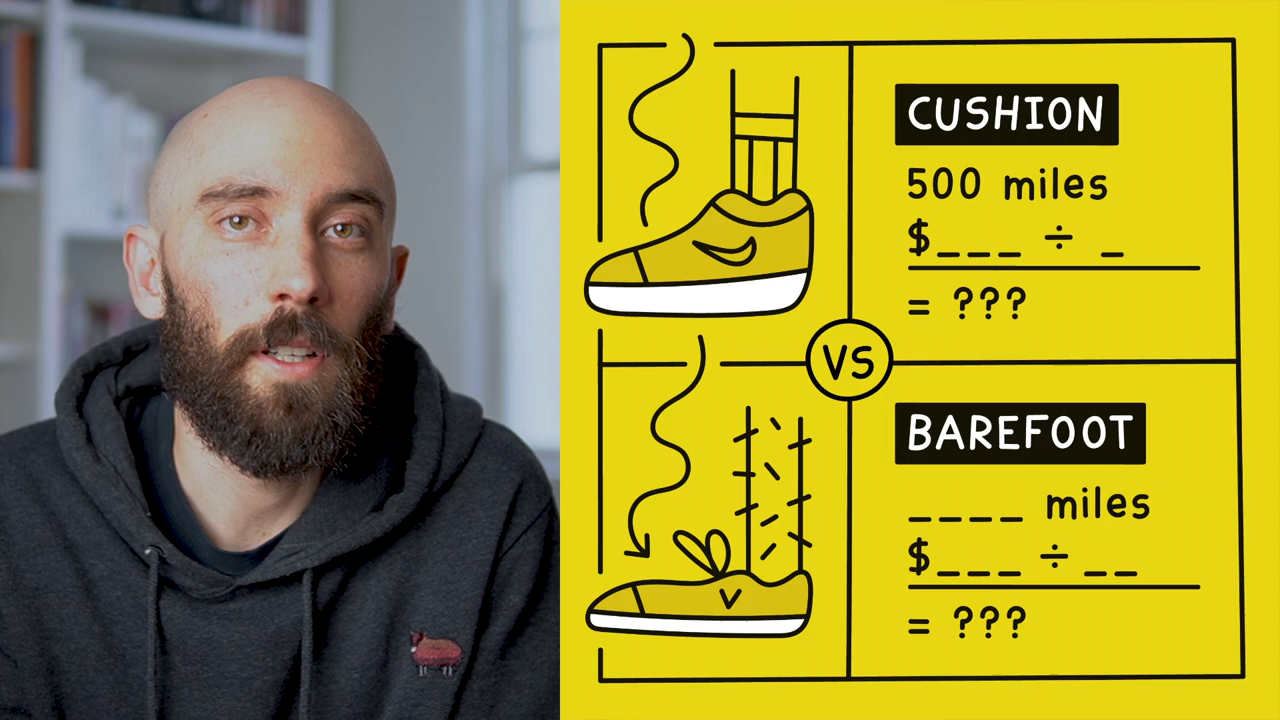 CUSHION
500 miles
$___ ÷ _
= ???
VS
BAREFOOT
____ miles
$___ ÷ __
= ???